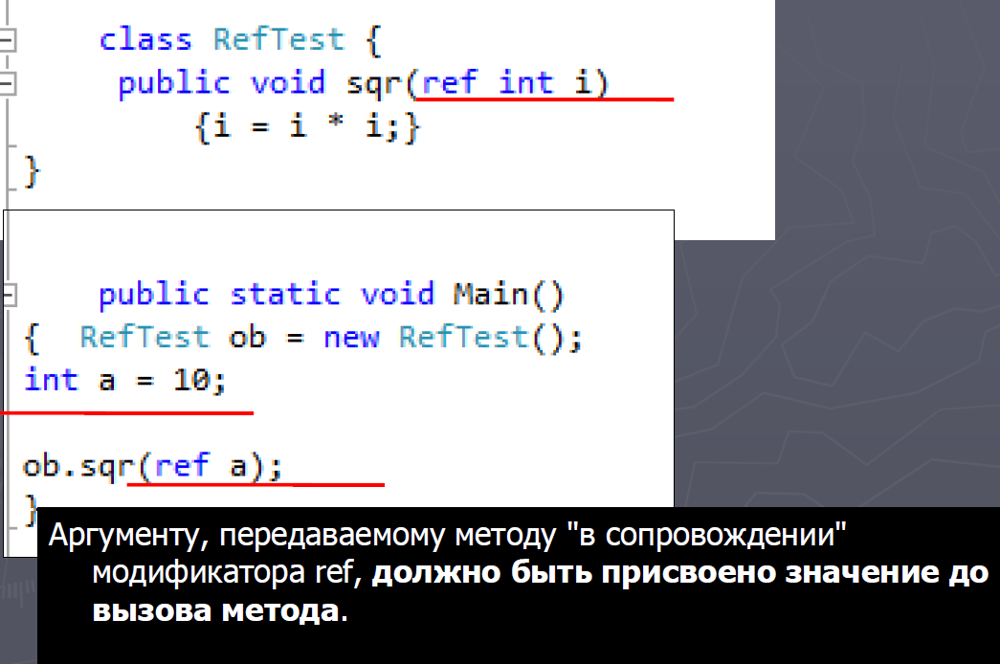 class RefTest {
public void sqr(ref int i)
{i = i * i;}
}
public static void Main()
{ RefTest ob = new RefTest();
int a = 10;
ob.sqr(ref a);
}
Аргументу, передаваемому методу "в сопровождении"
модификатора ref, должно быть присвоено значение до
вызова метода.